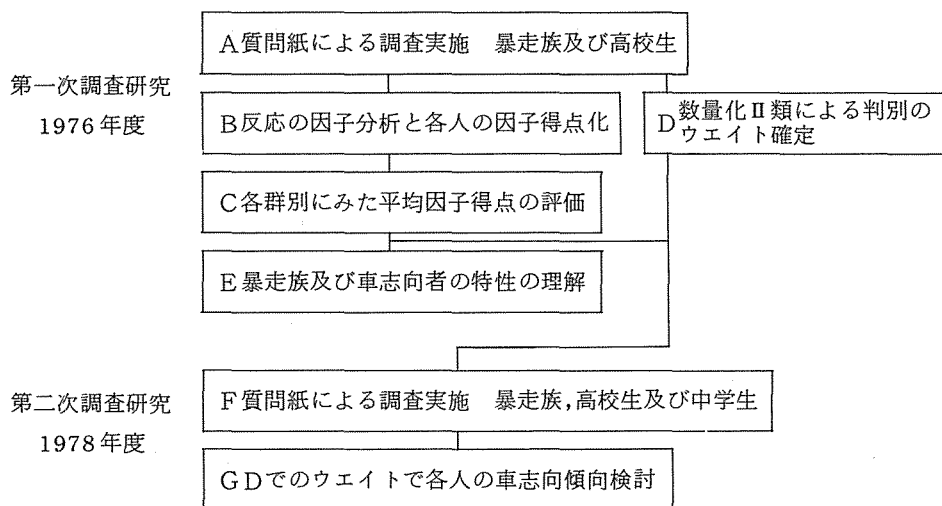 A質問紙による調査実施　暴走族及び高校生
第一次調査研究
1976年度
B反応の因子分析と各人の因子得点化
D数量化Ⅱ類による判別の
ウエイト確定
C各群別にみた平均因子得点の評価
E暴走族及び車志向者の特性の理解
第二次調査研究
1978年度
F質問紙による調査実施　暴走族,高校生及び中学生
GDでのウエイトで各人の車志向傾向検討